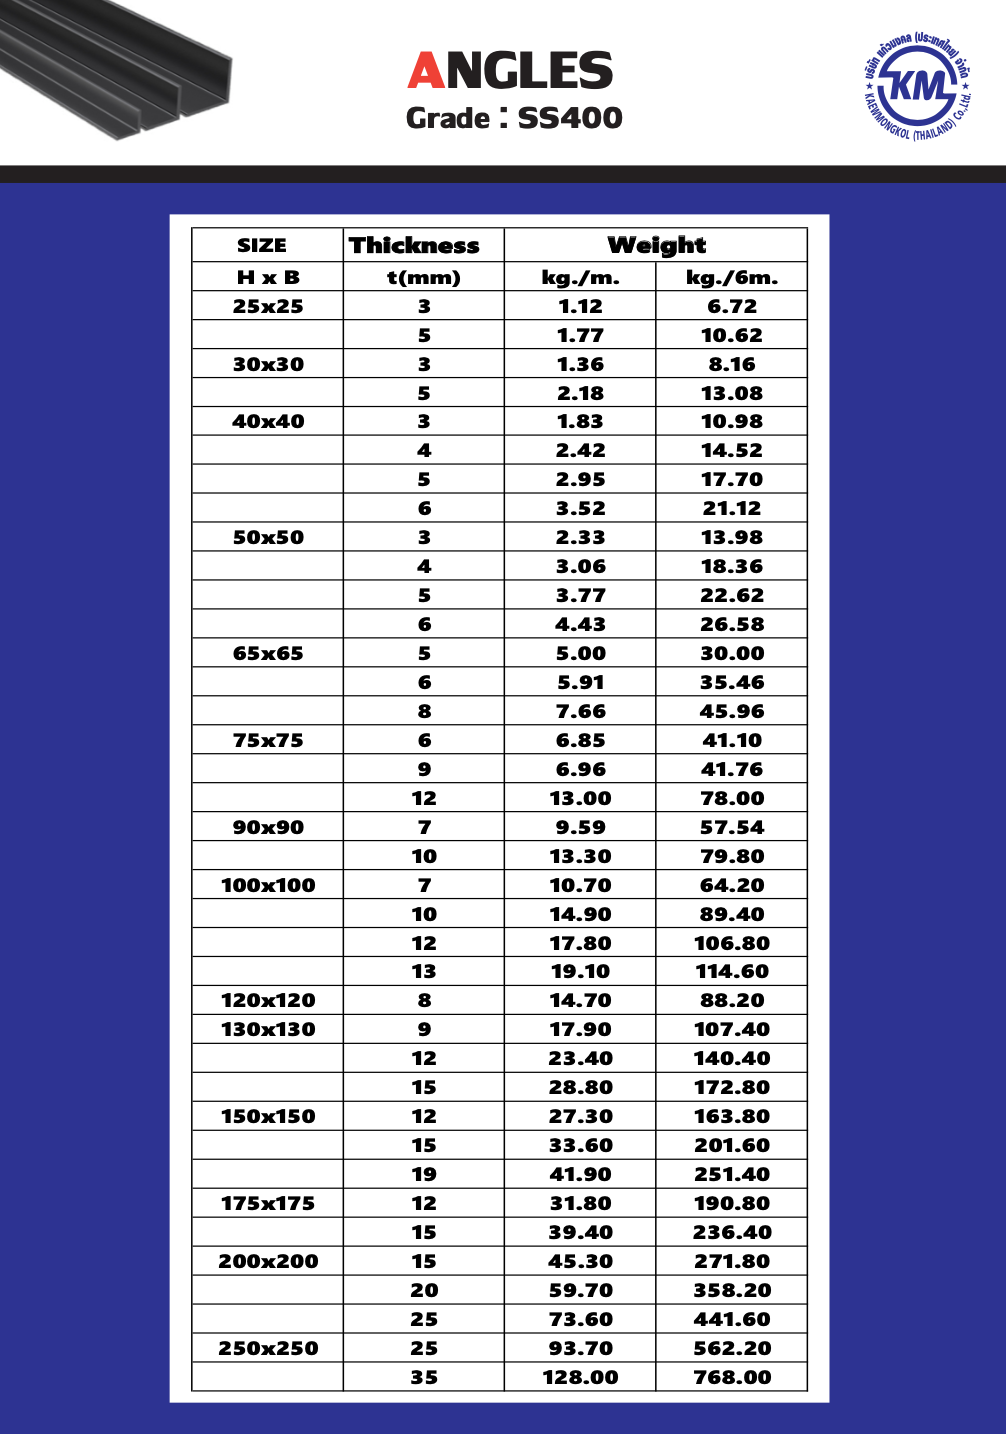 ANGLES
Grade : SS400
บริษัท แก้วมงคล (ประเทศไทย) จำกัด
KM
★ KAEWMONGKOL (THAILAND) Co.,Ltd. ★
SIZE Thickness Weight
H x B t(mm) kg./m. kg./6m.
25x25 3 1.12 6.72
5 1.77 10.62
30x30 3 1.36 8.16
5 2.18 13.08
40x40 3 1.83 10.98
4 2.42 14.52
5 2.95 17.70
6 3.52 21.12
50x50 3 2.33 13.98
4 3.06 18.36
5 3.77 22.62
6 4.43 26.58
65x65 5 5.00 30.00
6 5.91 35.46
8 7.66 45.96
75x75 6 6.85 41.10
9 6.96 41.76
12 13.00 78.00
90x90 7 9.59 57.54
10 13.30 79.80
100x100 7 10.70 64.20
10 14.90 89.40
12 17.80 106.80
13 19.10 114.60
120x120 8 14.70 88.20
130x130 9 17.90 107.40
12 23.40 140.40
15 28.80 172.80
150x150 12 27.30 163.80
15 33.60 201.60
19 41.90 251.40
175x175 12 31.80 190.80
15 39.40 236.40
200x200 15 45.30 271.80
20 59.70 358.20
25 73.60 441.60
250x250 25 93.70 562.20
35 128.00 768.00